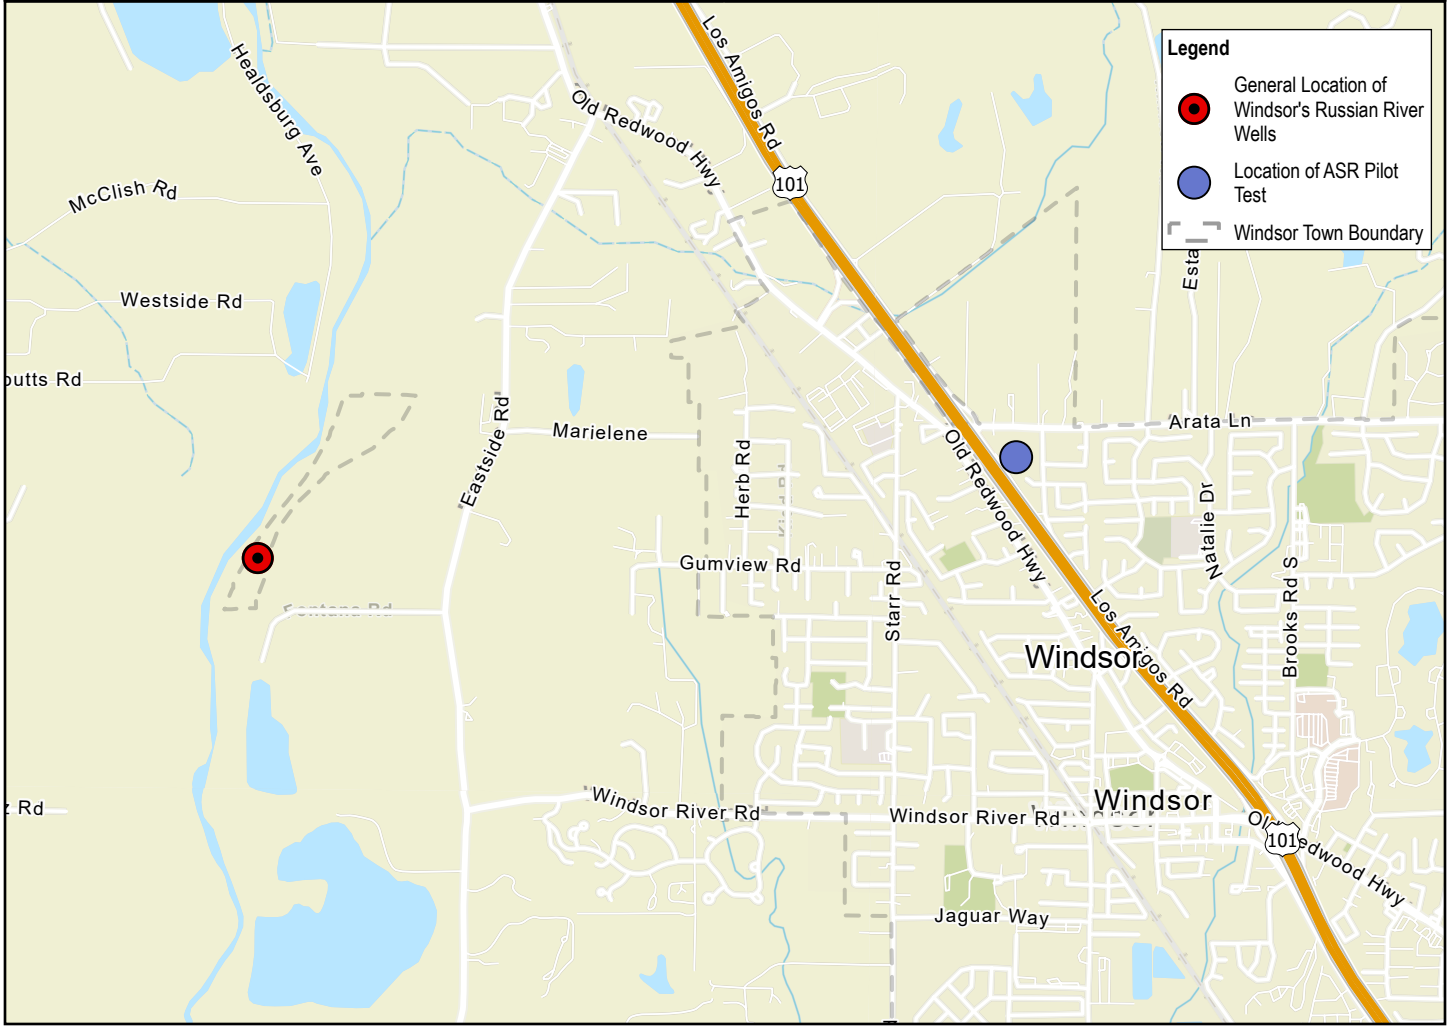 Legend
General Location of
Windsor's Russian River
Wells
Location of ASR Pilot
Test
Windsor Town Boundary
Los Amigos Rd
Healdsburg Ave
Old Redwood Hwy
101
McClish Rd
Westside Rd
Arata Ln
Eastside Rd
Marielene
Herb Rd
Old Redwood Hwy
Natalie Dr
Gumview Rd
Starr Rd
Brooks Rd S
Fontana Rd
Los Amigos Rd
Windsor
Windsor River Rd
Windsor River Rd
Windsor
Windsor
Old Redwood Hwy
101
Jaguar Way